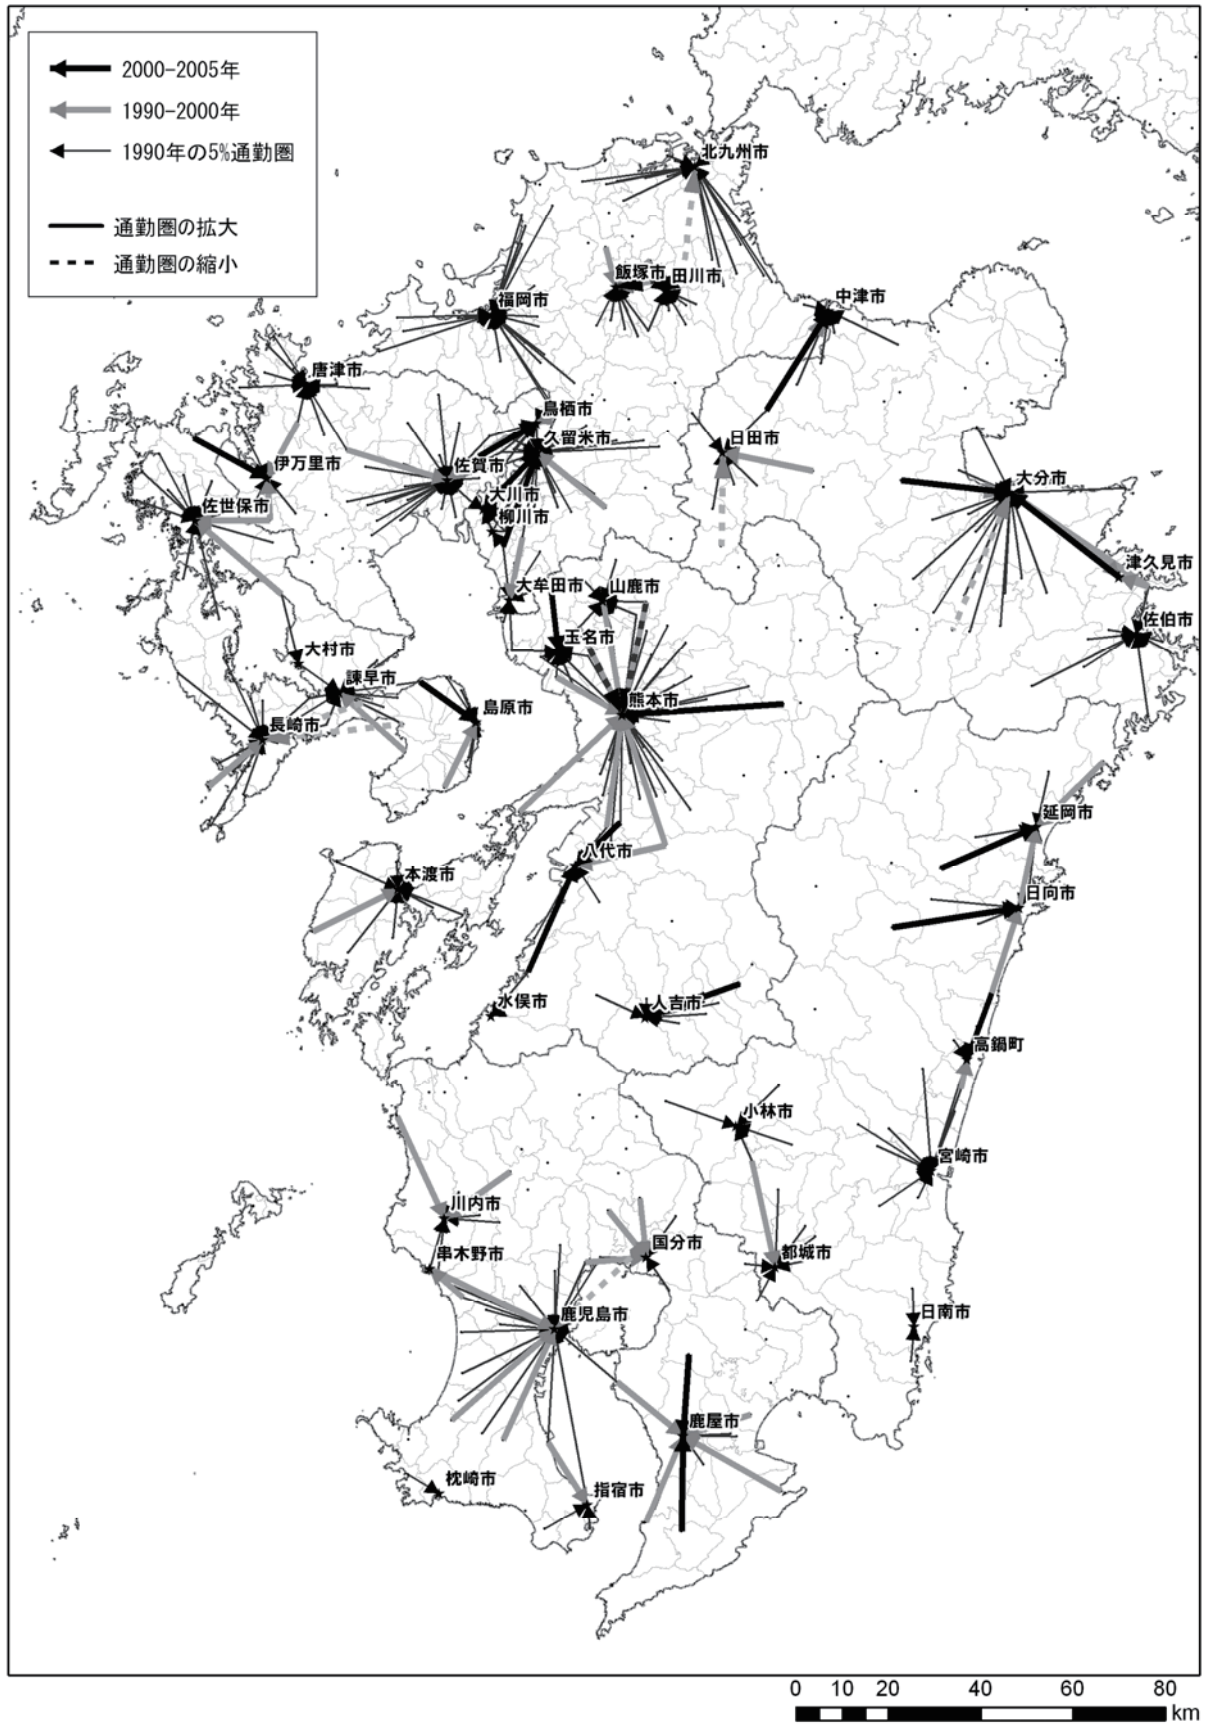 2000-2005年
1990-2000年
1990年の5%通勤圏
通勤圏の拡大
通勤圏の縮小
北九州市
飯塚市
田川市
福岡市
中津市
唐津市
鳥栖市
久留米市
日田市
伊万里市
佐賀市
大分市
佐世保市
大川市
柳川市
津久見市
大牟田市
山鹿市
佐伯市
玉名市
大村市
諫早市
熊本市
島原市
長崎市
延岡市
八代市
本渡市
日向市
水俣市
人吉市
高鍋町
小林市
宮崎市
川内市
国分市
都城市
串木野市
鹿児島市
日南市
鹿屋市
枕崎市
指宿市
0 10 20 40 60 80
km